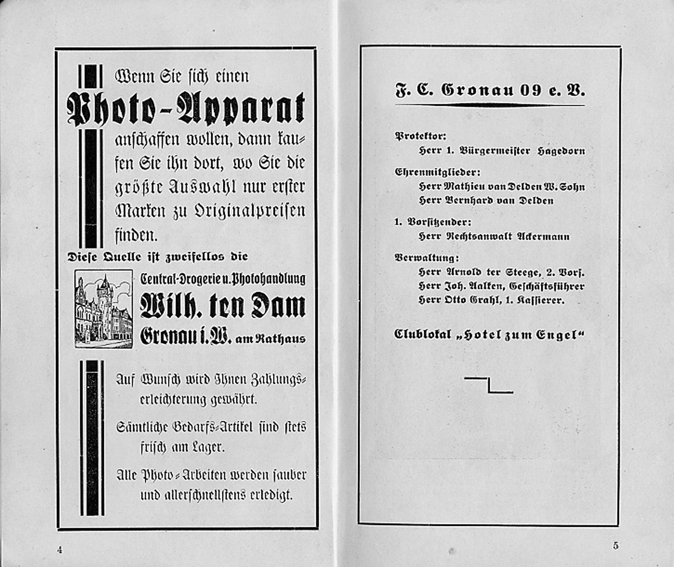 Wenn Sie sich einen
Photo-Apparat
anschaffen wollen, dann kau-
fen Sie ihn dort, wo Sie die
größte Auswahl nur erster
Marken zu Originalpreisen
finden.
Diese Quelle ist zweifellos die
Central-Drogerie u. Photohandlung
Wilh. ten Dam
Gronau i. W. am Rathaus
Auf Wunsch wird Ihnen Zahlungs-
erleichterung gewährt.
Sämtliche Bedarfs-Artikel sind stets
frisch am Lager.
Alle Photo-Arbeiten werden sauber
und allerschnellstens erledigt.
4
F. C. Gronau 09 e. V.
Protektor:
Herr 1. Bürgermeister Hagedorn
Ehrenmitglieder:
Herr Mathieu van Delden W. Sohn
Herr Bernhard van Delden
1. Vorsitzender:
Herr Rechtsanwalt Ackermann
Verwaltung:
Herr Arnold ter Steege, 2. Vors.
Herr Joh. Aalken, Geschäftsführer
Herr Otto Grahl, 1. Kassierer.
Clublokal „Hotel zum Engel“
5